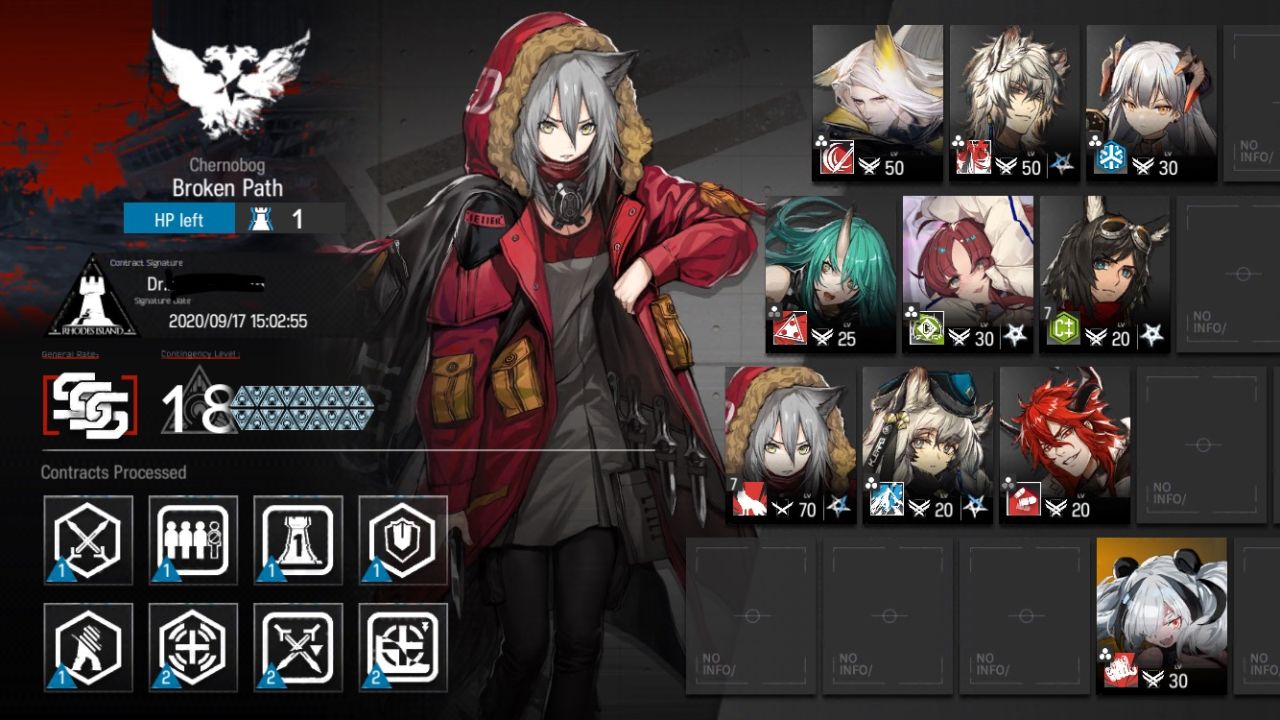 Chernobog
Broken Path
HP left 1
Contract Signature
Dr.
Signature Date
2020/09/17 15:02:55
RHODES ISLAND
General Rate:
Contingency Level:
18
Contracts Processed
1
1
1
1
1
1
2
2
2
LV 50
LV 50
LV 30
NO INFO/
LV 25
LV 30
7 C‡ LV 20
NO INFO/
7 LV 70
LV 20
LV 20
NO INFO/
NO INFO/
NO INFO/
NO INFO/
LV 30
NO INFO